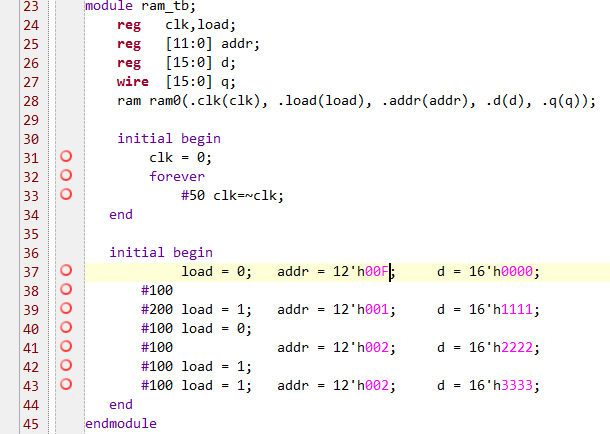 23 module ram_tb;
24 reg clk,load;
25 reg [11:0] addr;
26 reg [15:0] d;
27 wire [15:0] q;
28 ram ram0(.clk(clk), .load(load), .addr(addr), .d(d), .q(q));
29
30 initial begin
31 clk = 0;
32 forever
33 #50 clk=~clk;
34 end
35
36 initial begin
37 load = 0; addr = 12'h00F; d = 16'h0000;
38 #100
39 #200 load = 1; addr = 12'h001; d = 16'h1111;
40 #100 load = 0;
41 #100 addr = 12'h002; d = 16'h2222;
42 #100 load = 1;
43 #100 load = 1; addr = 12'h002; d = 16'h3333;
44 end
45 endmodule